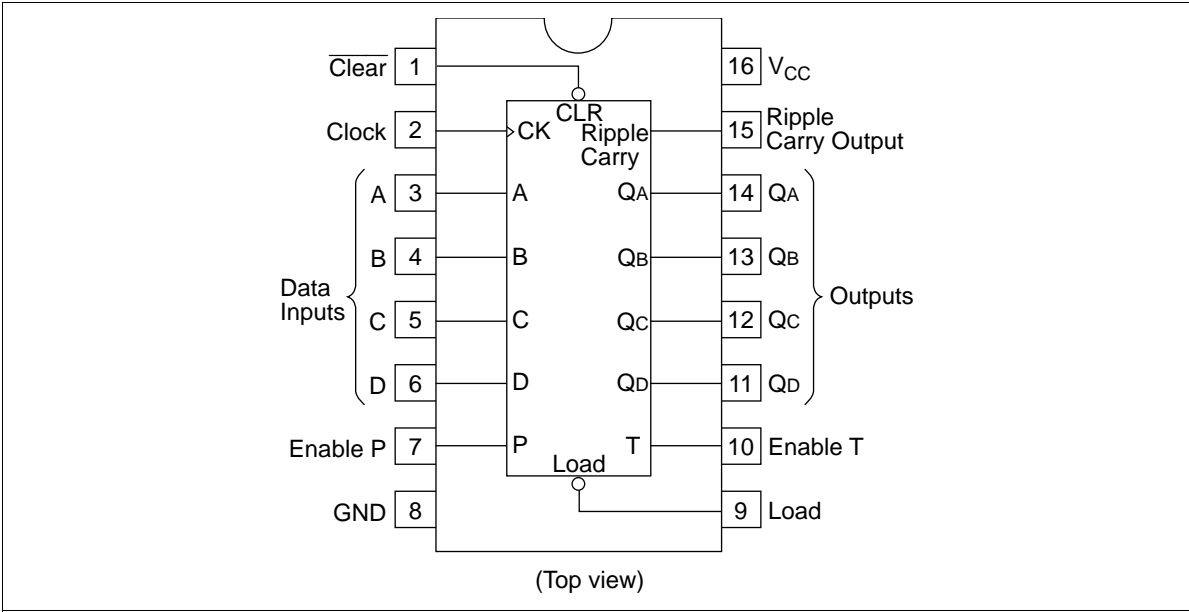 Clear 1
16 VCC
CLR
Clock 2
CK
Ripple
Carry
15 Ripple
Carry Output
A 3
A
QA
14 QA
B 4
B
QB
13 QB
Data
Inputs
Outputs
C 5
C
QC
12 QC
D 6
D
QD
11 QD
Enable P 7
P
T
10 Enable T
Load
GND 8
9 Load
(Top view)